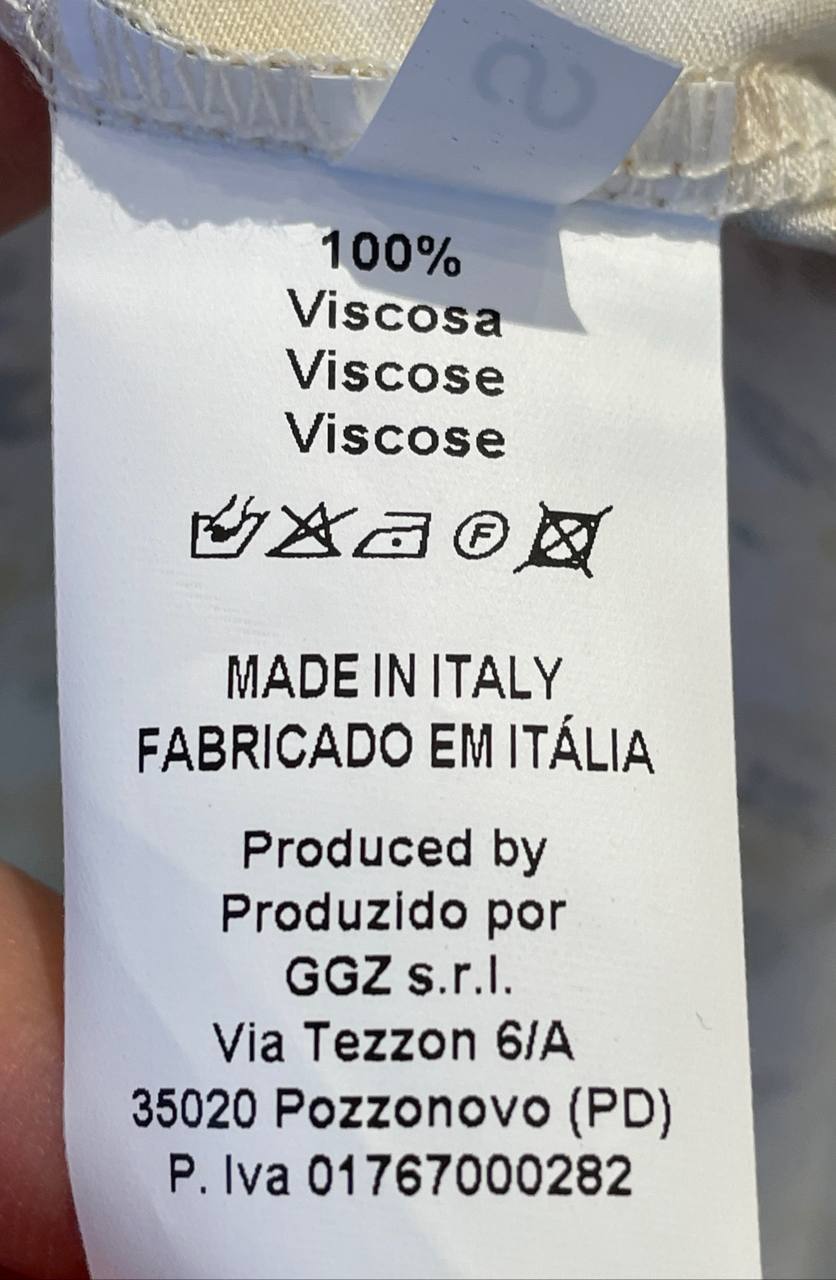 S
100%
Viscosa
Viscose
Viscose
F
MADE IN ITALY
FABRICADO EM ITÁLIA
Produced by
Produzido por
GGZ s.r.l.
Via Tezzon 6/A
35020 Pozzonovo (PD)
P. Iva 01767000282